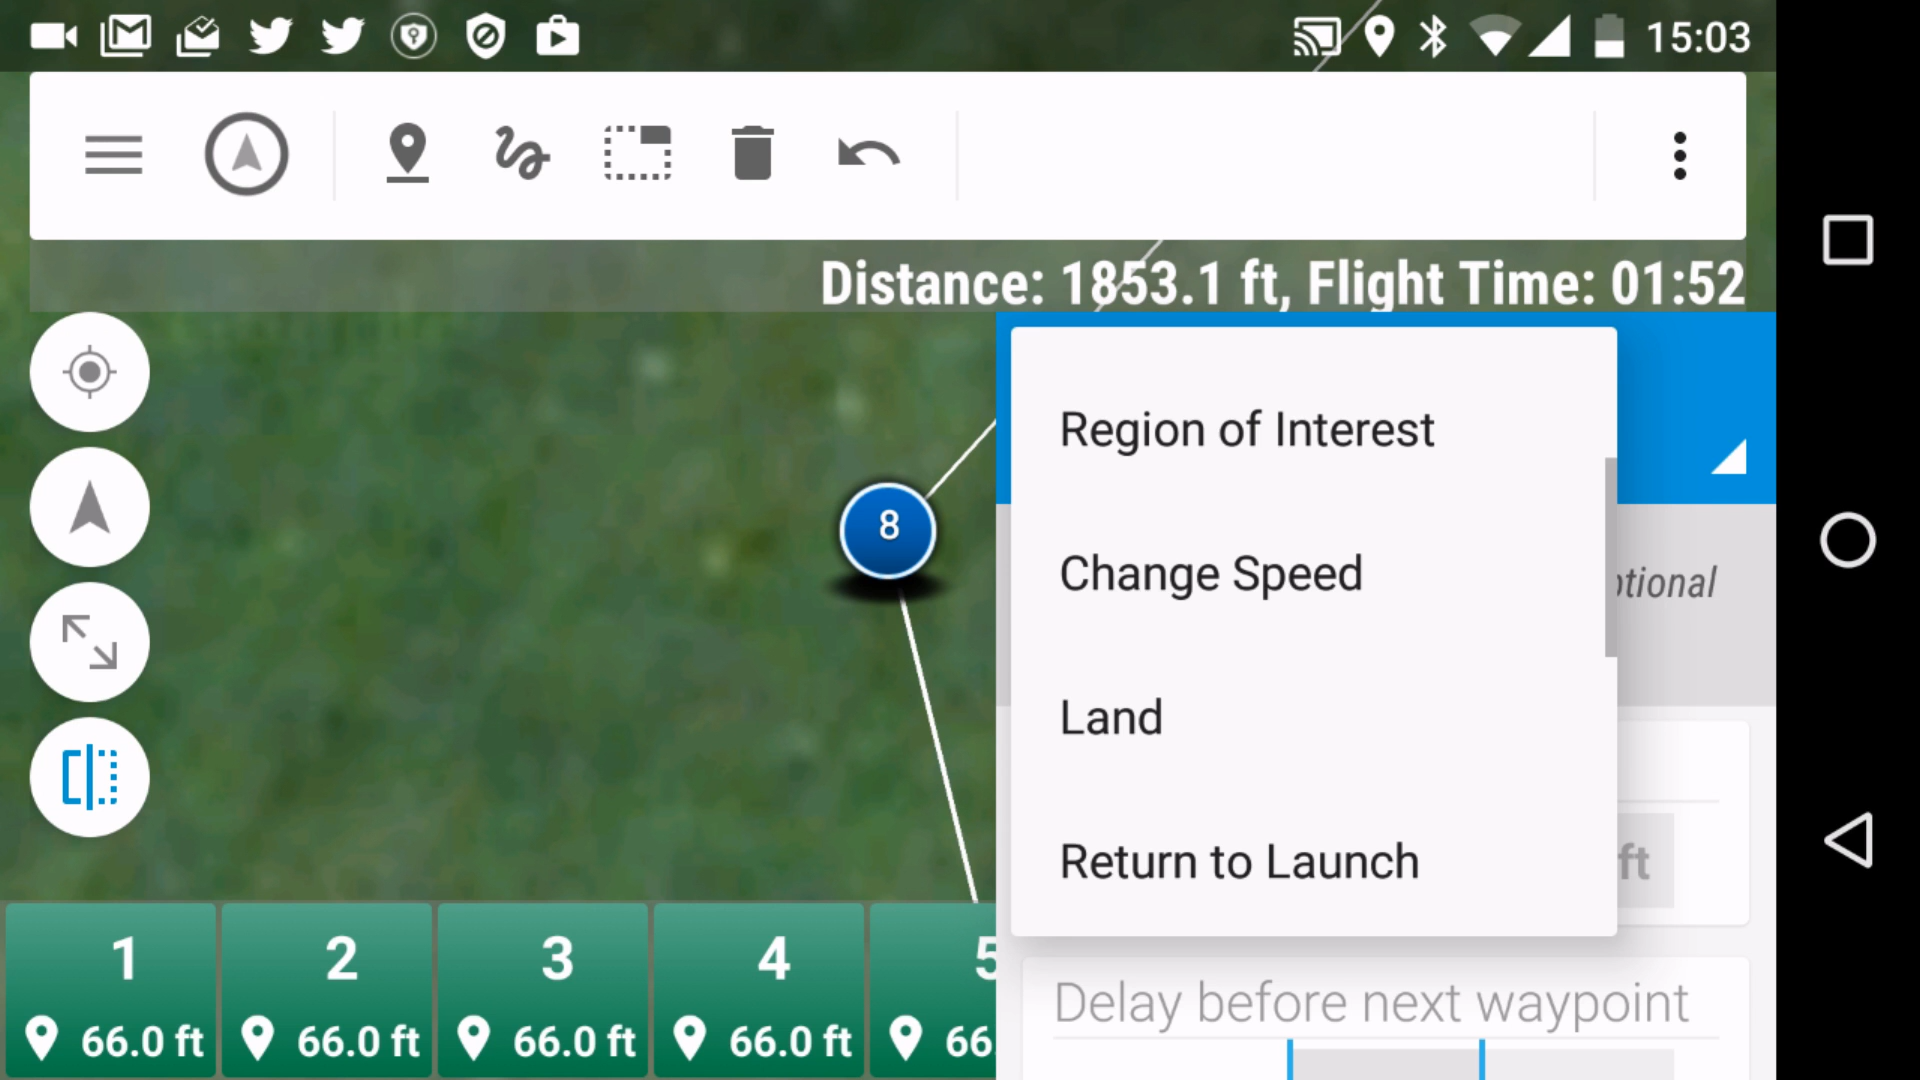 15:03
Distance: 1853.1 ft, Flight Time: 01:52
Region of Interest
8
Change Speed
Land
Return to Launch
ft
1
2
3
4
5
Delay before next waypoint
66.0 ft
66.0 ft
66.0 ft
66.0 ft
66.